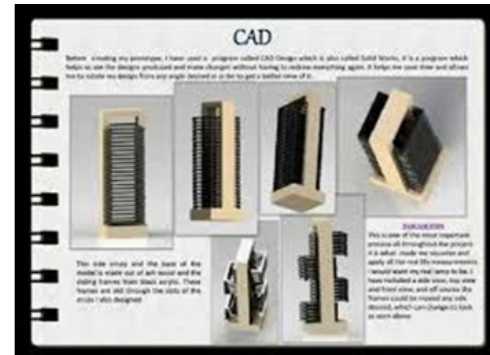 CAD
Before creating my prototype, I have used a program called CAD Design which is also called Solid Works, it is a program which
helps us see the designs produced and make changes without having to redraw everything again. It helps me save time and allows
me to rotate my design from any angle desired in order to get a better view of it.
The side struts and the base of the
model is made out of ash wood and the
sliding frames from black acrylic. These
frames are slid through the slots of the
struts I also designed
EVALUATION
This is one of the most important
process all throughout the project
it is what made me visualize and
apply all the real life measurements
I would want my real lamp to be. I
have included a side view, top view
and front view, and off course the
frames could be moved any side
desired, which can change its look
as seen above